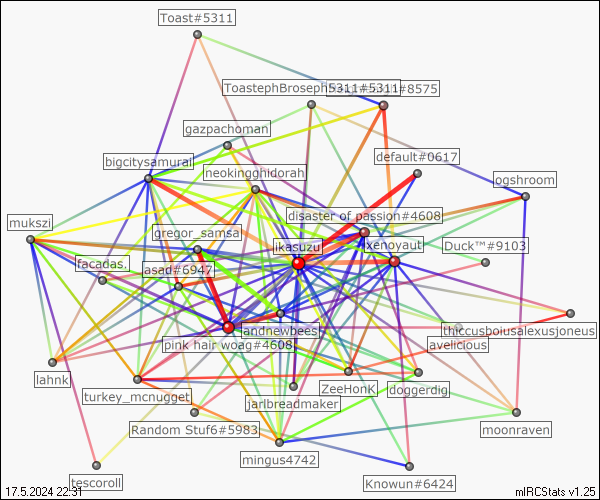 Toast#5311
ToastephBroseph5311#5311
#8575
gazpachoman
default#0617
bigcitysamurai
neokingghidorah
ogshroom
disaster of passion#4608
mukszi
gregor_samsa
ikasuzu
xenoyaut
Duck™#9103
facadas.
asad#6947
andnewbees
thiccusboiusalexusjoneus
pink hair woag#4608
avelicious
lahnk
turkey_mcnugget
jarlbreadmaker
ZeeHonK
doggerdig
Random Stuf6#5983
moonraven
mingus4742
tescoroll
Knowun#6424
17.5.2024 22:31
mIRCStats v1.25